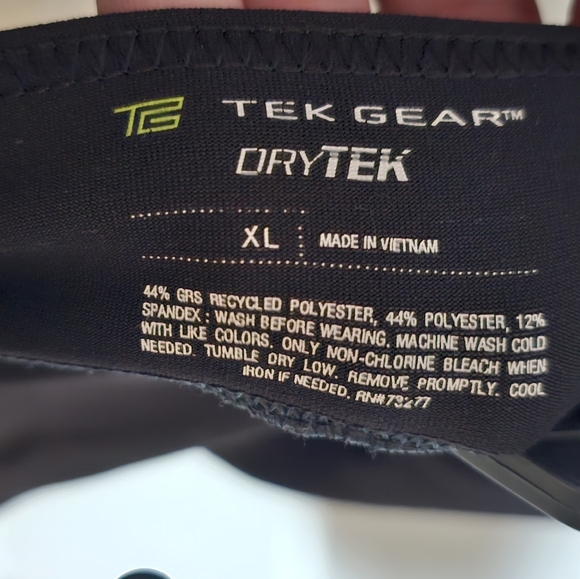 TG TEK GEAR™
DRYTEK
XL MADE IN VIETNAM
44% GRS RECYCLED POLYESTER, 44% POLYESTER, 12%
SPANDEX: WASH BEFORE WEARING. MACHINE WASH COLD
WITH LIKE COLORS. ONLY NON-CHLORINE BLEACH WHEN
NEEDED. TUMBLE DRY LOW. REMOVE PROMPTLY. COOL
IRON IF NEEDED. RN#73277